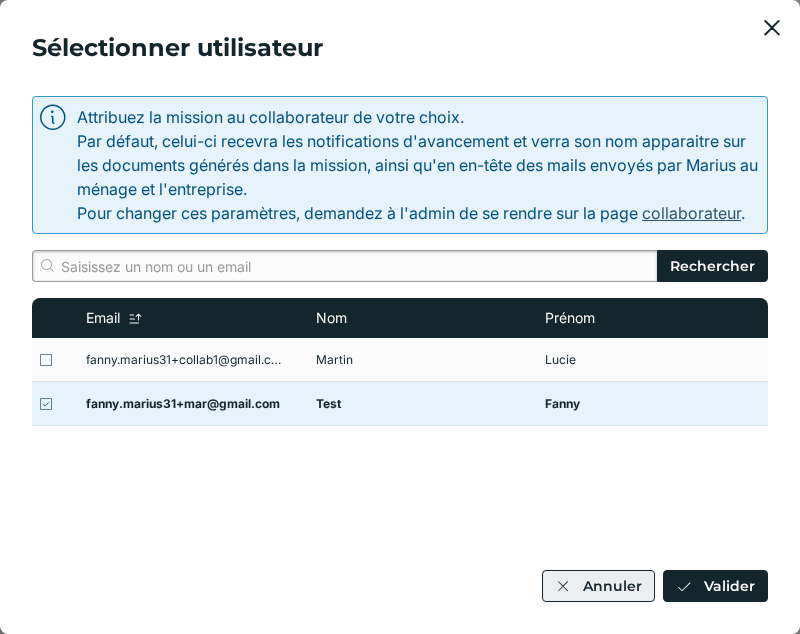 Sélectionner utilisateur
Attribuez la mission au collaborateur de votre choix.
Par défaut, celui-ci recevra les notifications d'avancement et verra son nom apparaitre sur
les documents générés dans la mission, ainsi qu'en en-tête des mails envoyés par Marius au
ménage et l'entreprise.
Pour changer ces paramètres, demandez à l'admin de se rendre sur la page collaborateur.
Saisissez un nom ou un email
Rechercher
Email Nom Prénom
fanny.marius31+collab1@gmail.c... Martin Lucie
fanny.marius31+mar@gmail.com Test Fanny
Annuler Valider